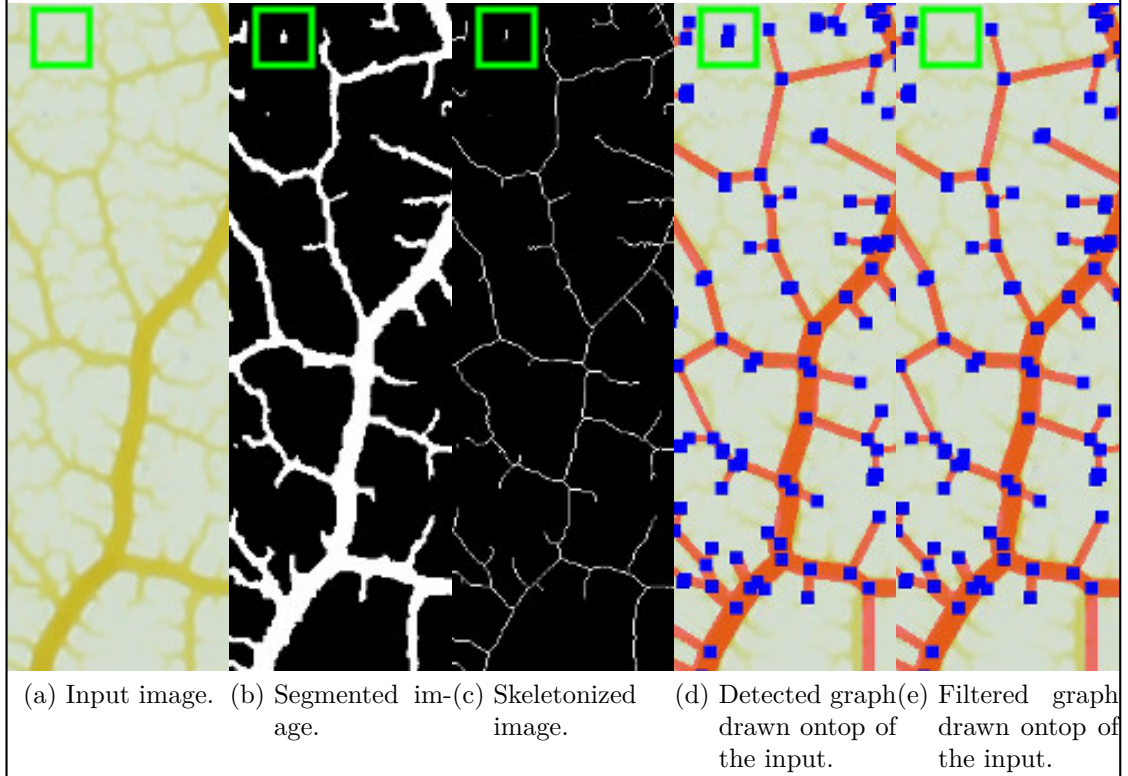 (a) Input image.
(b) Segmented im-
age.
(c) Skeletonized
image.
(d) Detected graph
drawn ontop of
the input.
(e) Filtered graph
drawn ontop of
the input.